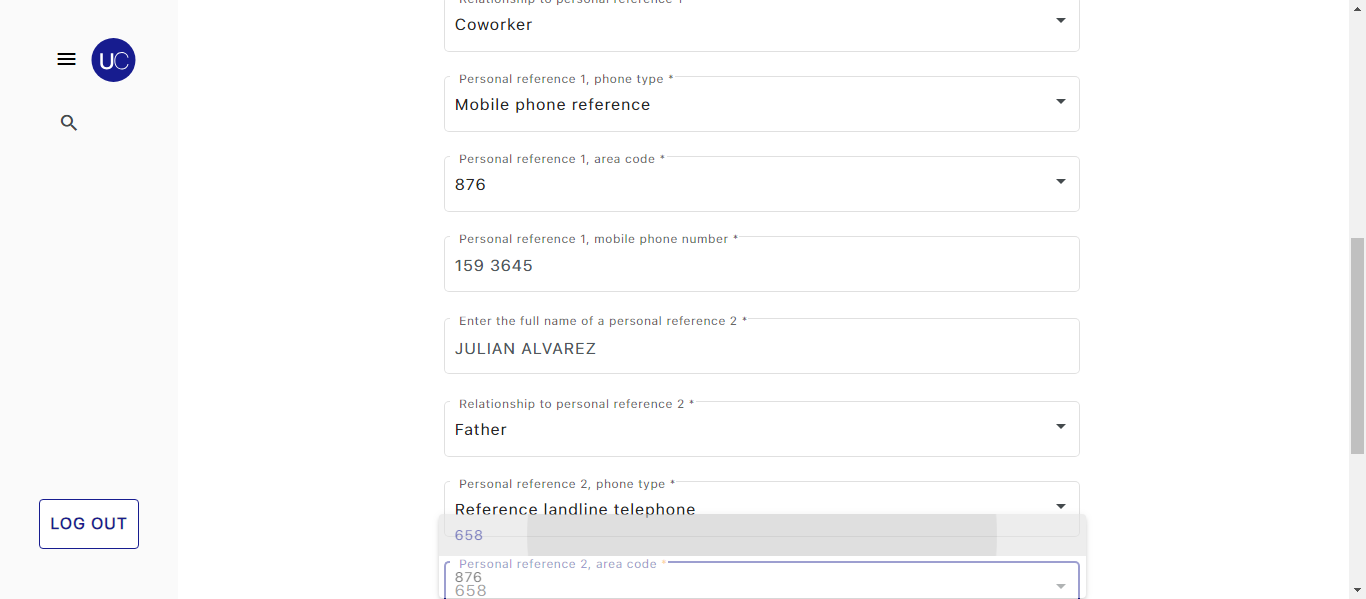 Relationship to personal reference 1
Coworker
UC
Personal reference 1, phone type *
Mobile phone reference
Personal reference 1, area code *
876
Personal reference 1, mobile phone number *
159 3645
Enter the full name of a personal reference 2 *
JULIAN ALVAREZ
Relationship to personal reference 2 *
Father
Personal reference 2, phone type *
Reference landline telephone
LOG OUT
658
Personal reference 2, area code *
876
658